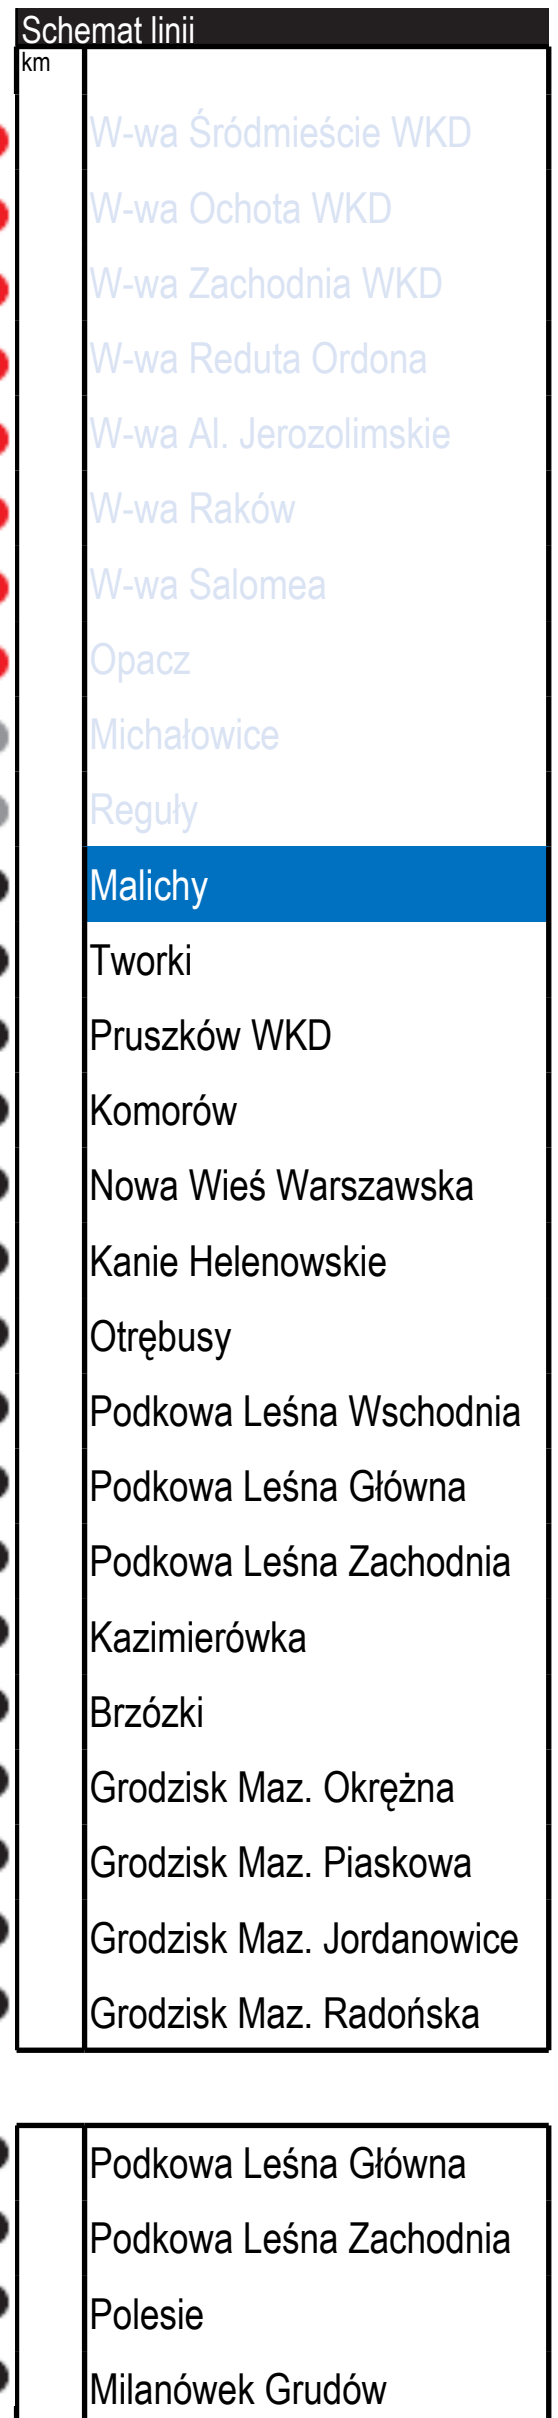 Schemat linii
km
W-wa Śródmieście WKD
W-wa Ochota WKD
W-wa Zachodnia WKD
W-wa Reduta Ordona
W-wa Al. Jerozolimskie
W-wa Raków
W-wa Salomea
Opacz
Michałowice
Reguły
Malichy
Tworki
Pruszków WKD
Komorów
Nowa Wieś Warszawska
Kanie Helenowskie
Otrębusy
Podkowa Leśna Wschodnia
Podkowa Leśna Główna
Podkowa Leśna Zachodnia
Kazimierówka
Brzózki
Grodzisk Maz. Okrężna
Grodzisk Maz. Piaskowa
Grodzisk Maz. Jordanowice
Grodzisk Maz. Radońska
Podkowa Leśna Główna
Podkowa Leśna Zachodnia
Polesie
Milanówek Grudów